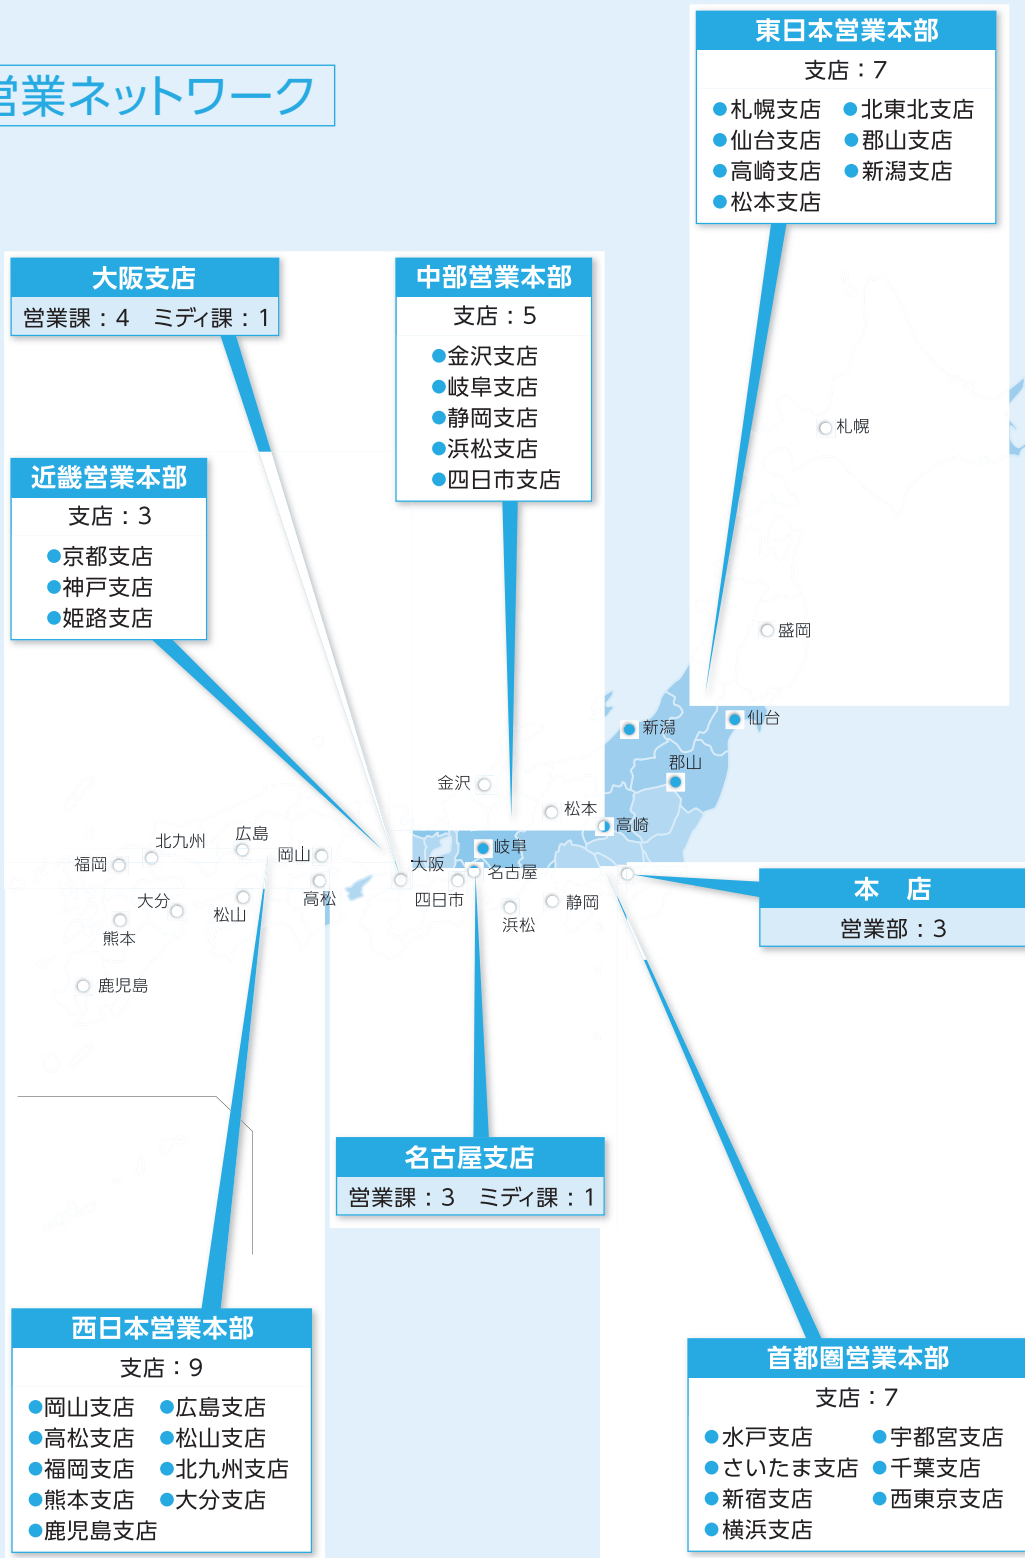 営業ネットワーク
東日本営業本部
支店：7
●札幌支店 ●北東北支店
●仙台支店 ●郡山支店
●高崎支店 ●新潟支店
●松本支店
大阪支店
営業課：4 ミディ課：1
中部営業本部
支店：5
●金沢支店
●岐阜支店
●静岡支店
●浜松支店
●四日市支店
近畿営業本部
支店：3
●京都支店
●神戸支店
●姫路支店
札幌
盛岡
仙台
新潟
郡山
金沢
松本
高崎
北九州
広島
岡山
岐阜
福岡
大阪
名古屋
大分
松山
高松
四日市
浜松
静岡
熊本
鹿児島
本 店
営業部：3
名古屋支店
営業課：3 ミディ課：1
西日本営業本部
支店：9
●岡山支店 ●広島支店
●高松支店 ●松山支店
●福岡支店 ●北九州支店
●熊本支店 ●大分支店
●鹿児島支店
首都圏営業本部
支店：7
●水戸支店 ●宇都宮支店
●さいたま支店 ●千葉支店
●新宿支店 ●西東京支店
●横浜支店